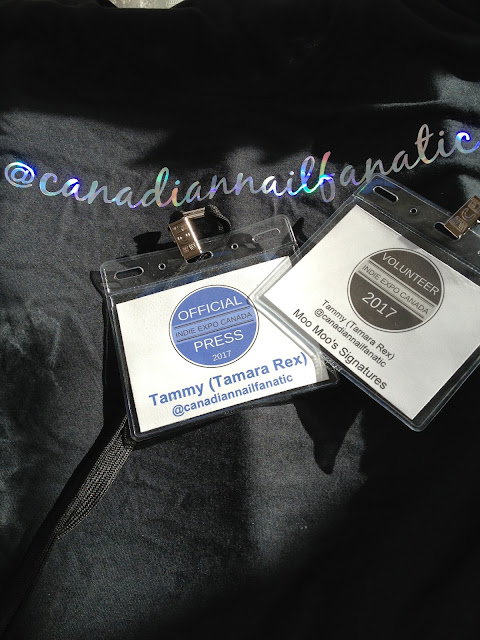 @canadiannailfanatic
OFFICIAL
INDIE EXPO CANADA
PRESS
2017
Tammy (Tamara Rex)
@canadiannailfanatic
VOLUNTEER
INDIE EXPO CANADA
2017
Tammy (Tamara Rex)
@canadiannailfanatic
Moo Moo's Signatures